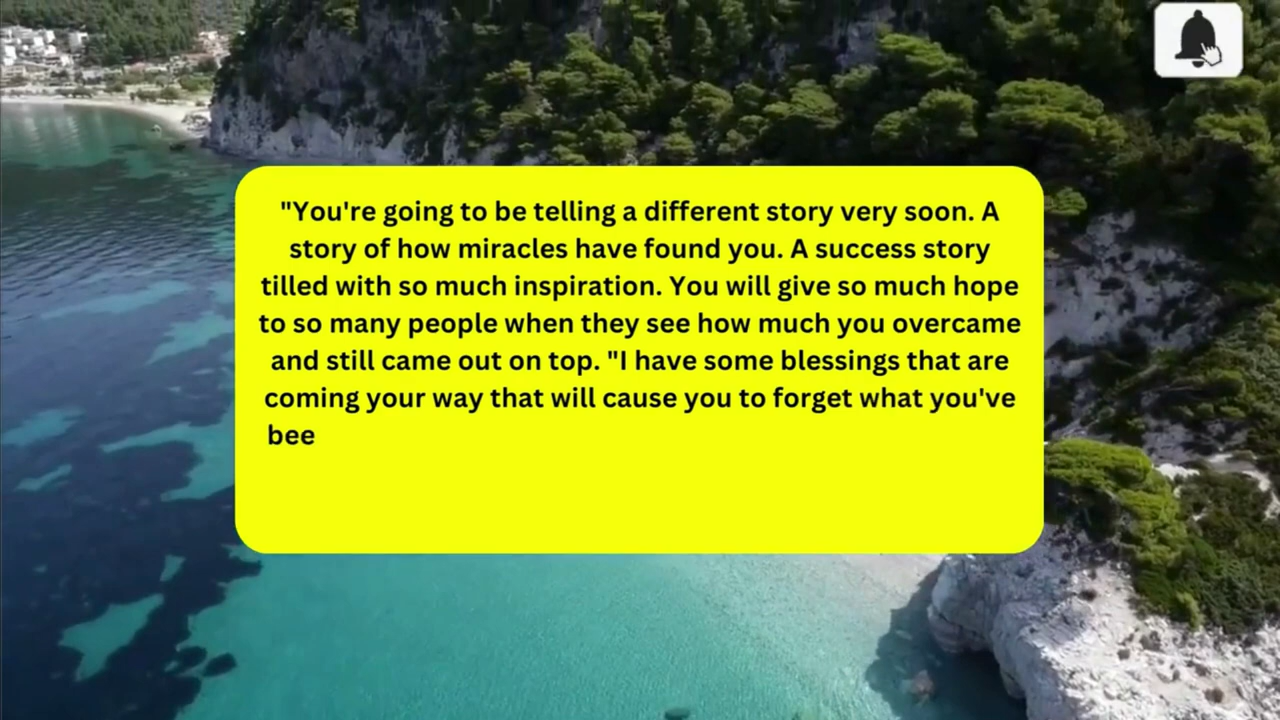 "You're going to be telling a different story very soon. A
story of how miracles have found you. A success story
tilled with so much inspiration. You will give so much hope
to so many people when they see how much you overcame
and still came out on top. "I have some blessings that are
coming your way that will cause you to forget what you've
bee